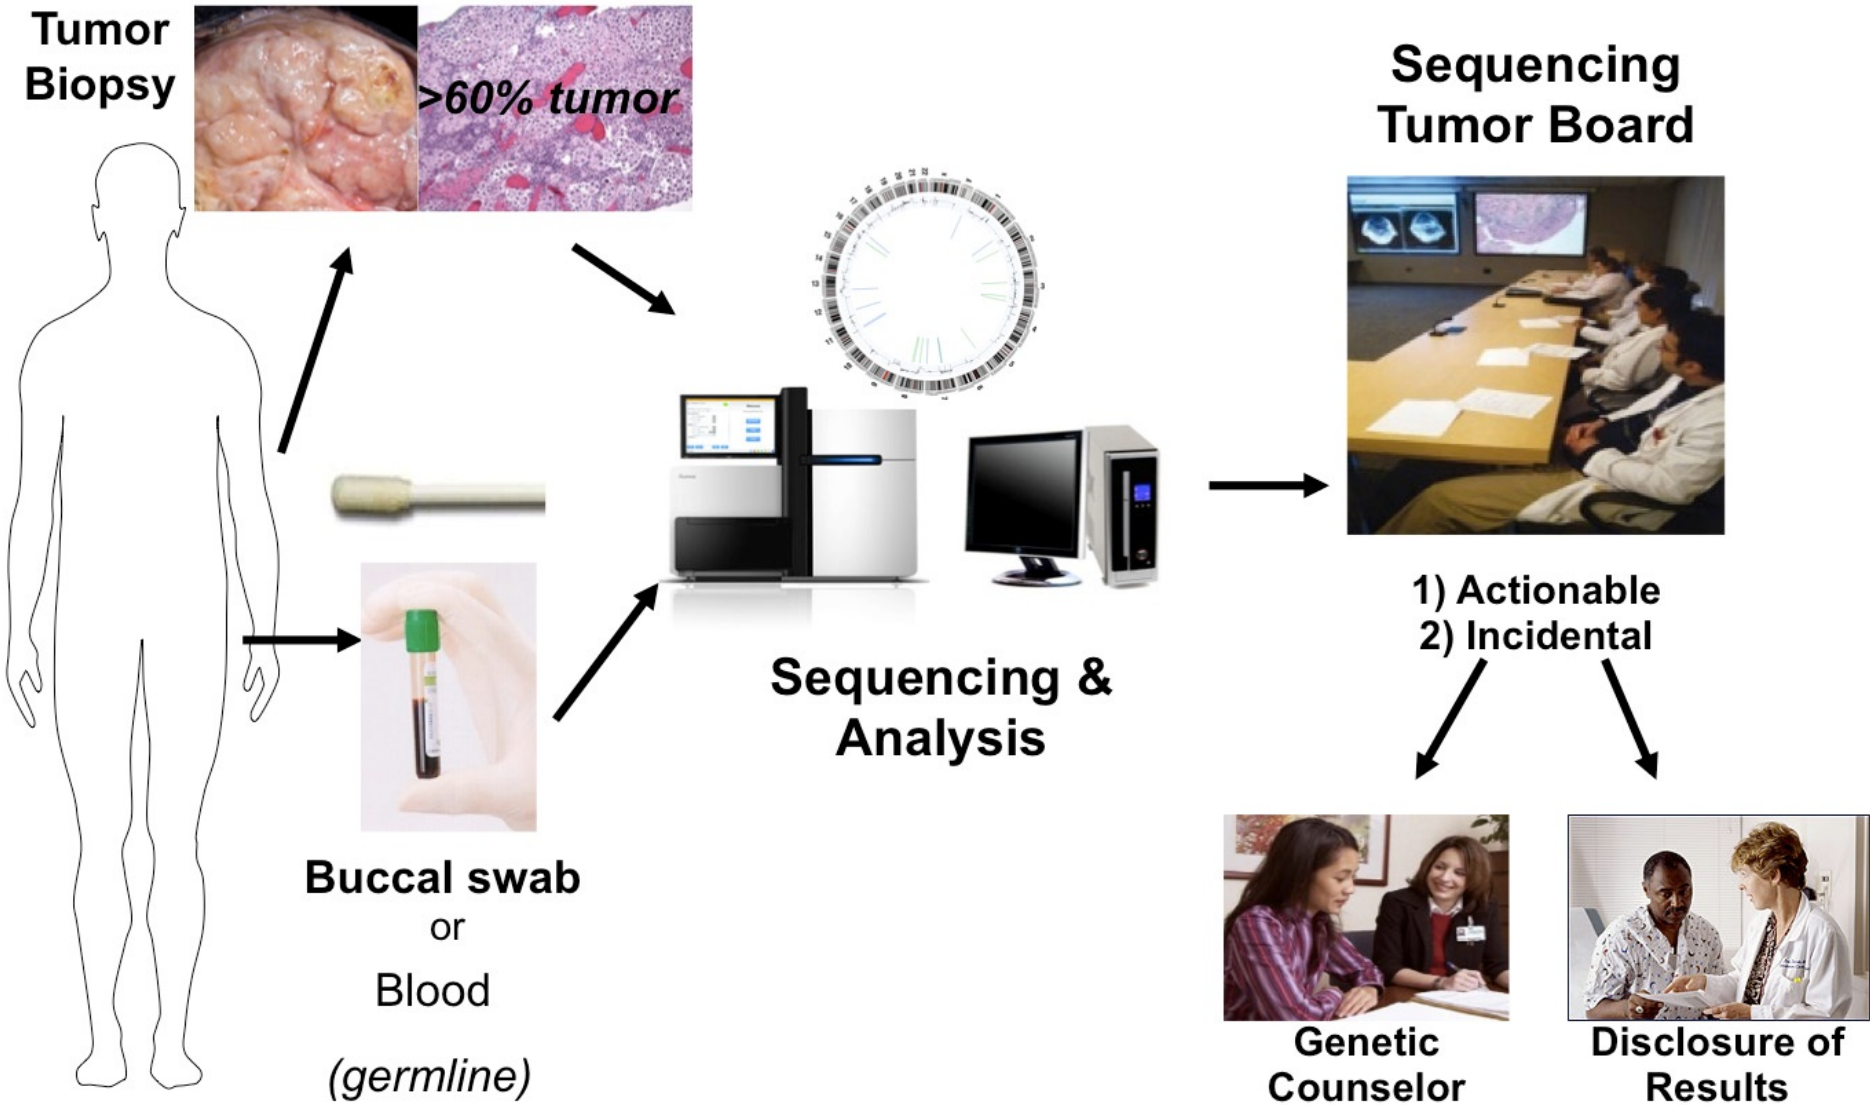 Tumor
Biopsy
>60% tumor
Sequencing
Tumor Board
1) Actionable
2) Incidental
Sequencing &
Analysis
Buccal swab
or
Blood
(germline)
Genetic
Counselor
Disclosure of
Results